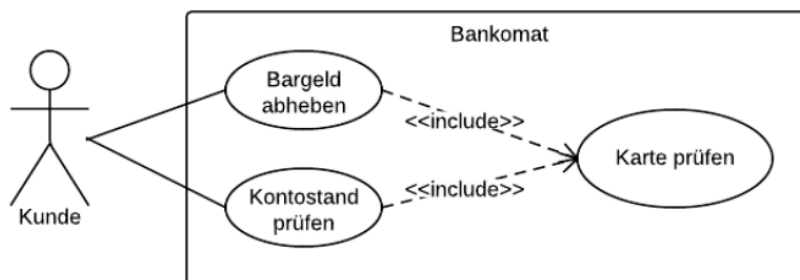 Bankomat
Bargeld
abheben
<<include>>
Karte prüfen
<<include>>
Kontostand
prüfen
Kunde